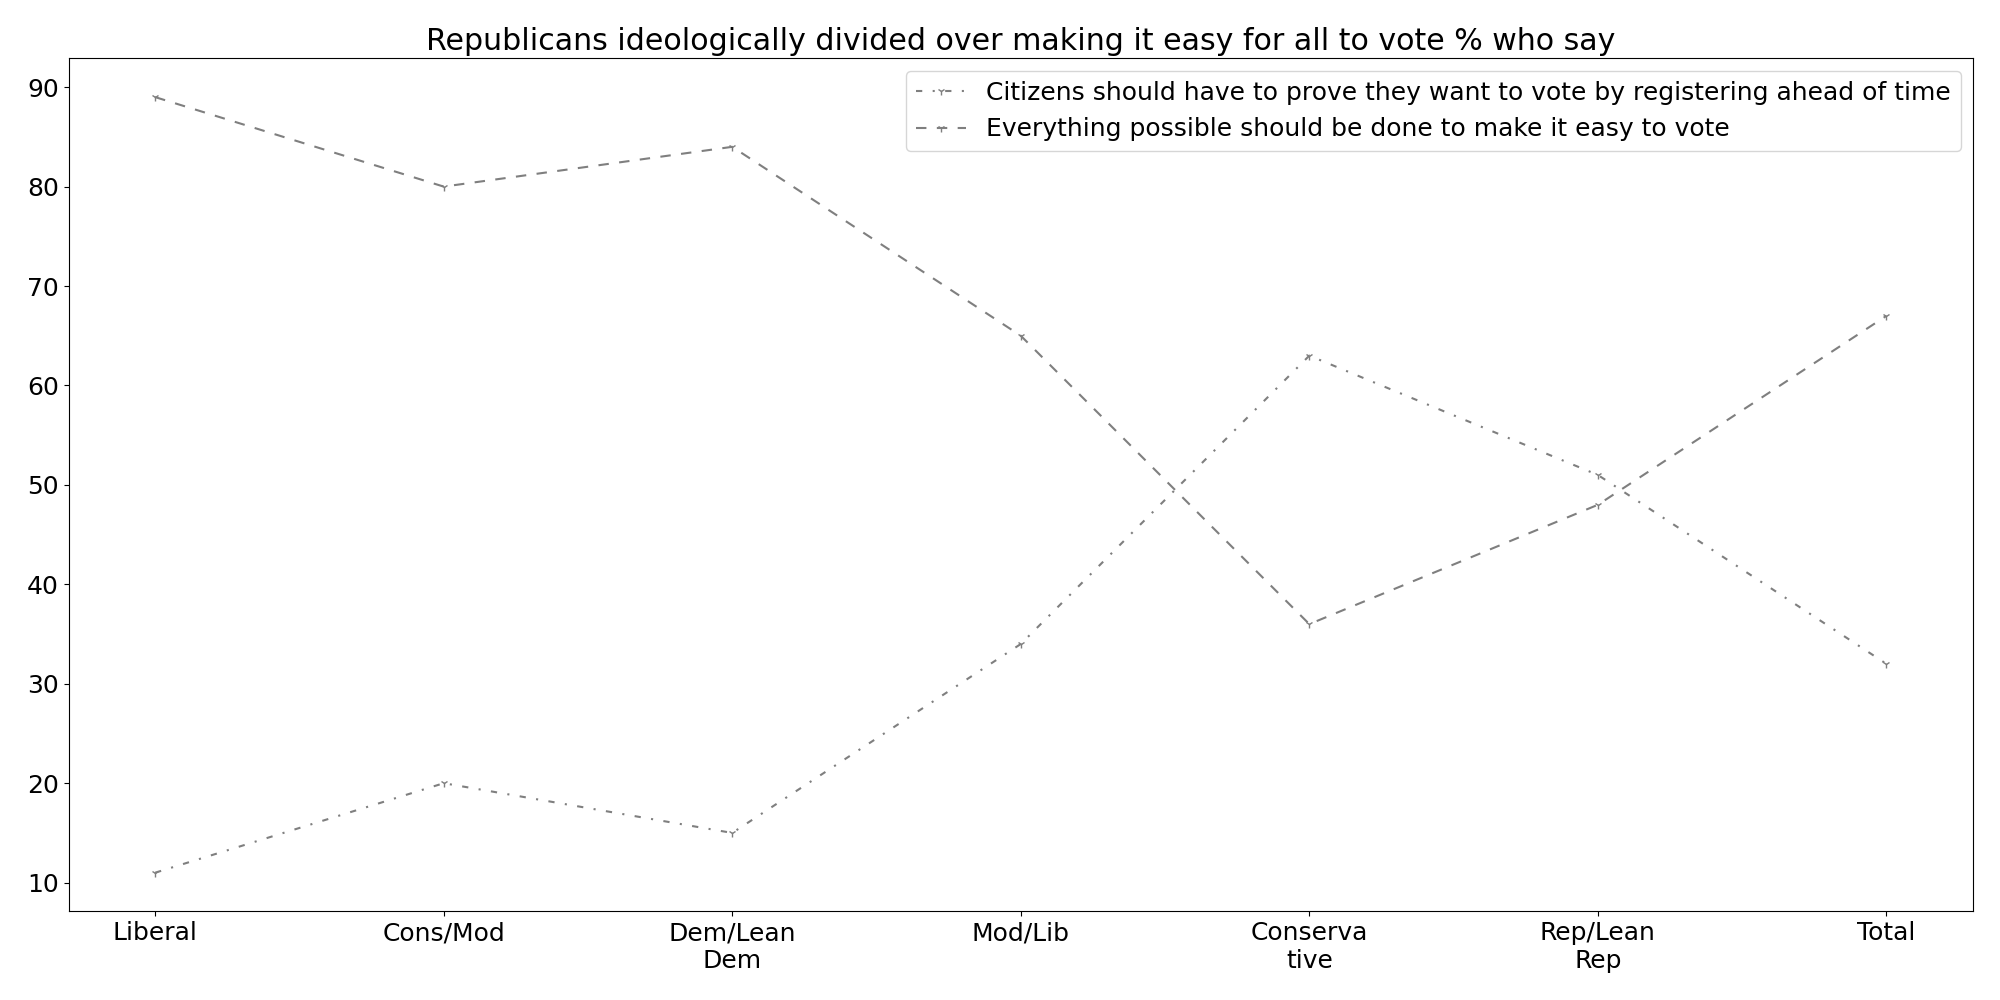 Republicans ideologically divided over making it easy for all to vote % who say
Citizens should have to prove they want to vote by registering ahead of time
Everything possible should be done to make it easy to vote
90
80
70
60
50
40
30
20
10
Liberal
Cons/Mod
Dem/Lean
Dem
Mod/Lib
Conserva
tive
Rep/Lean
Rep
Total